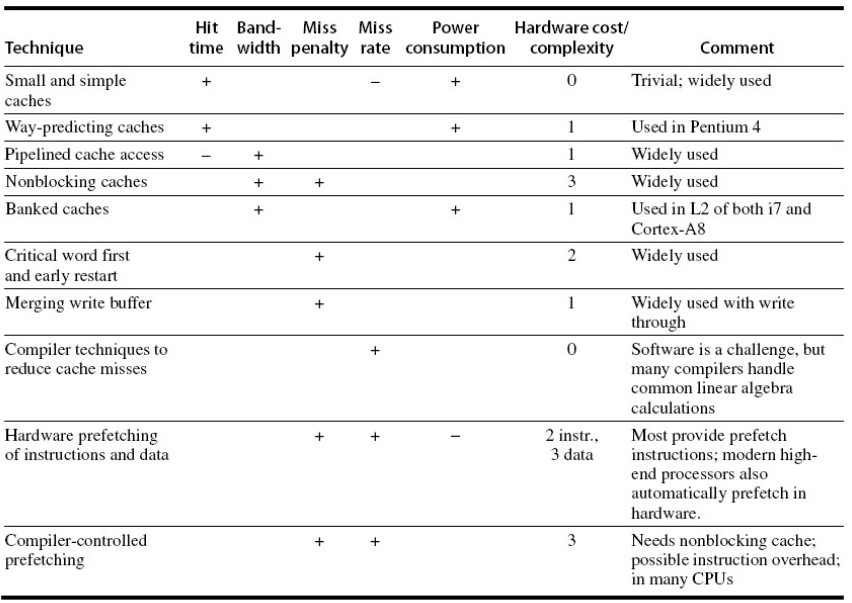 Hit Band- Miss Miss Power Hardware cost/
Technique time width penalty rate consumption complexity Comment
Small and simple + – + 0 Trivial; widely used
caches
Way-predicting caches + + 1 Used in Pentium 4
Pipelined cache access – + 1 Widely used
Nonblocking caches + + 3 Widely used
Banked caches + + 1 Used in L2 of both i7 and
Cortex-A8
Critical word first + 2 Widely used
and early restart
Merging write buffer + 1 Widely used with write
through
Compiler techniques to + 0 Software is a challenge, but
reduce cache misses many compilers handle
common linear algebra
calculations
Hardware prefetching + + – 2 instr., Most provide prefetch
of instructions and data 3 data instructions; modern high-
end processors also
automatically prefetch in
hardware.
Compiler-controlled + + 3 Needs nonblocking cache;
prefetching possible instruction overhead;
in many CPUs